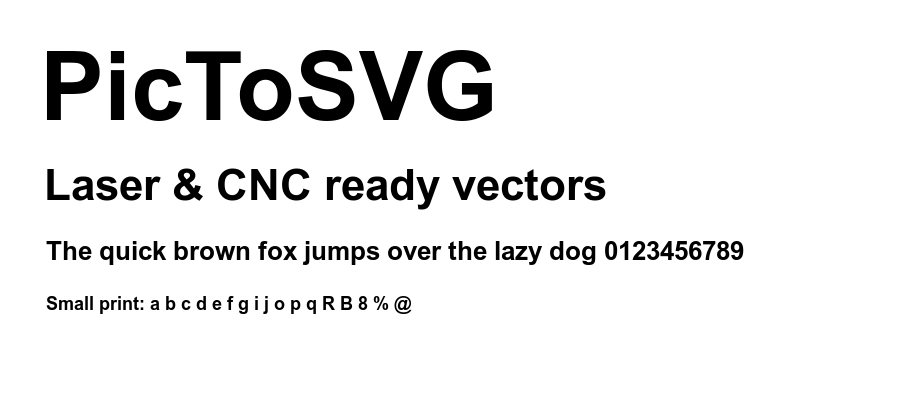 PicToSVG
Laser & CNC ready vectors
The quick brown fox jumps over the lazy dog 0123456789
Small print: a b c d e f g i j o p q R B 8 % @